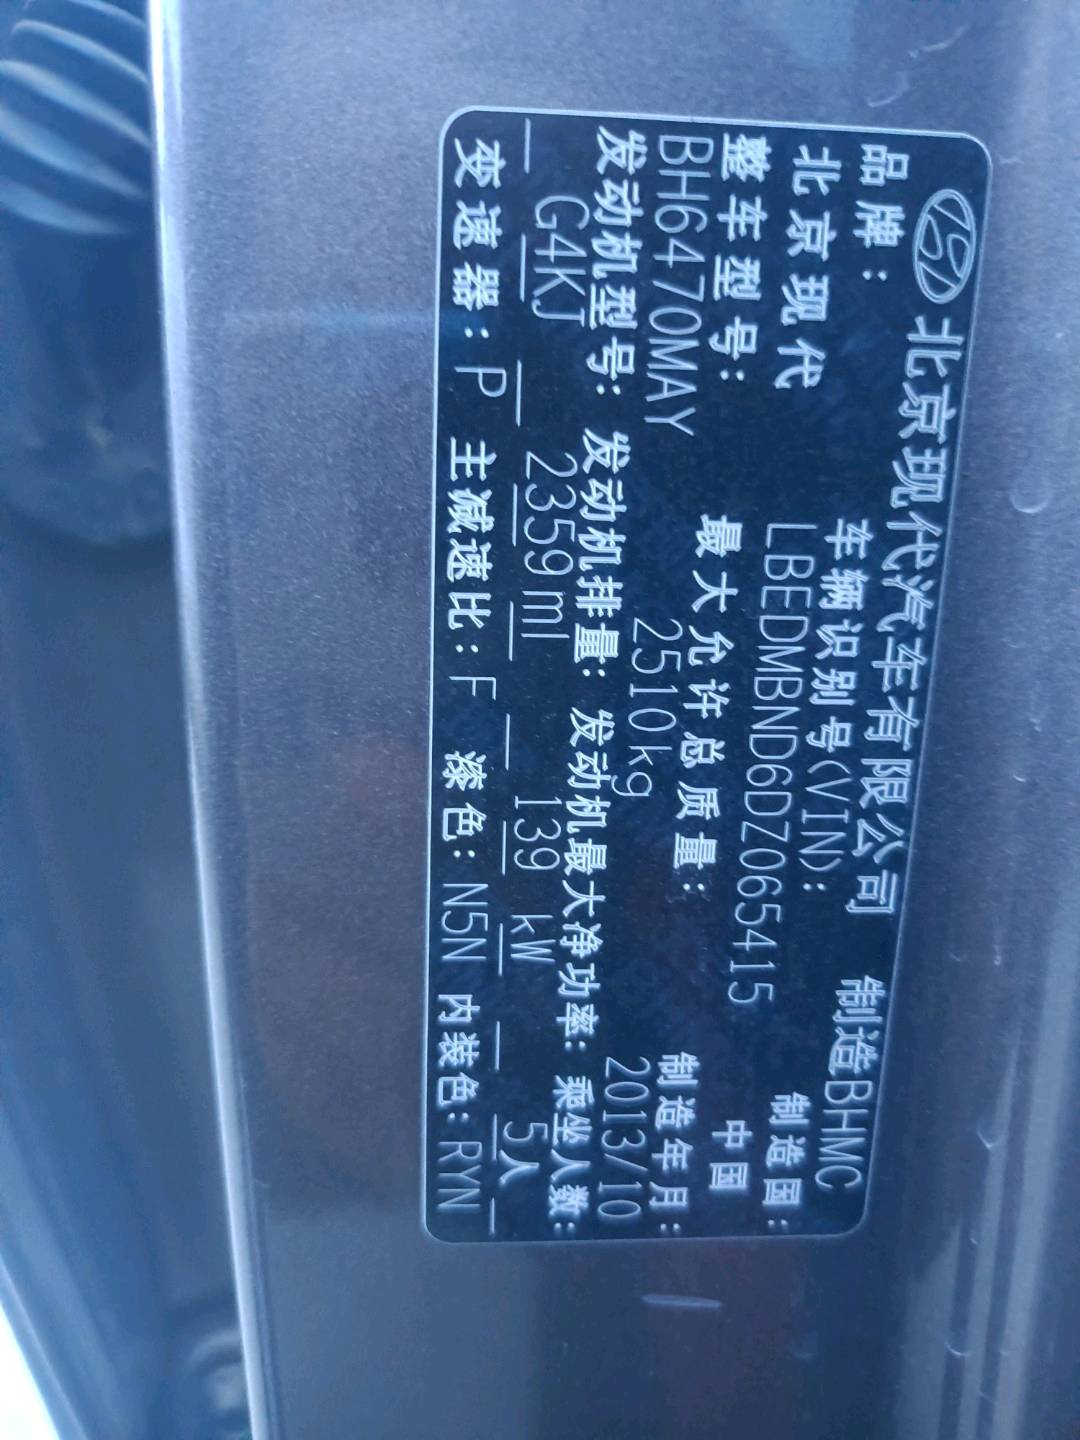 北京现代汽车有限公司 制造BHMC
品牌： 车辆识别号(VIN)： 制造国：
北京现代 LBEDMBND6DZ065415 中国
整车型号： 最大允许总质量： 制造年月：
BH6470MAY 2510kg 2013/10
发动机型号： 发动机排量： 发动机最大净功率： 乘坐人数：
G4KJ 2359ml 139 kW 5人
变速器：P 主减速比：F 漆色：N5N 内装色：RYN